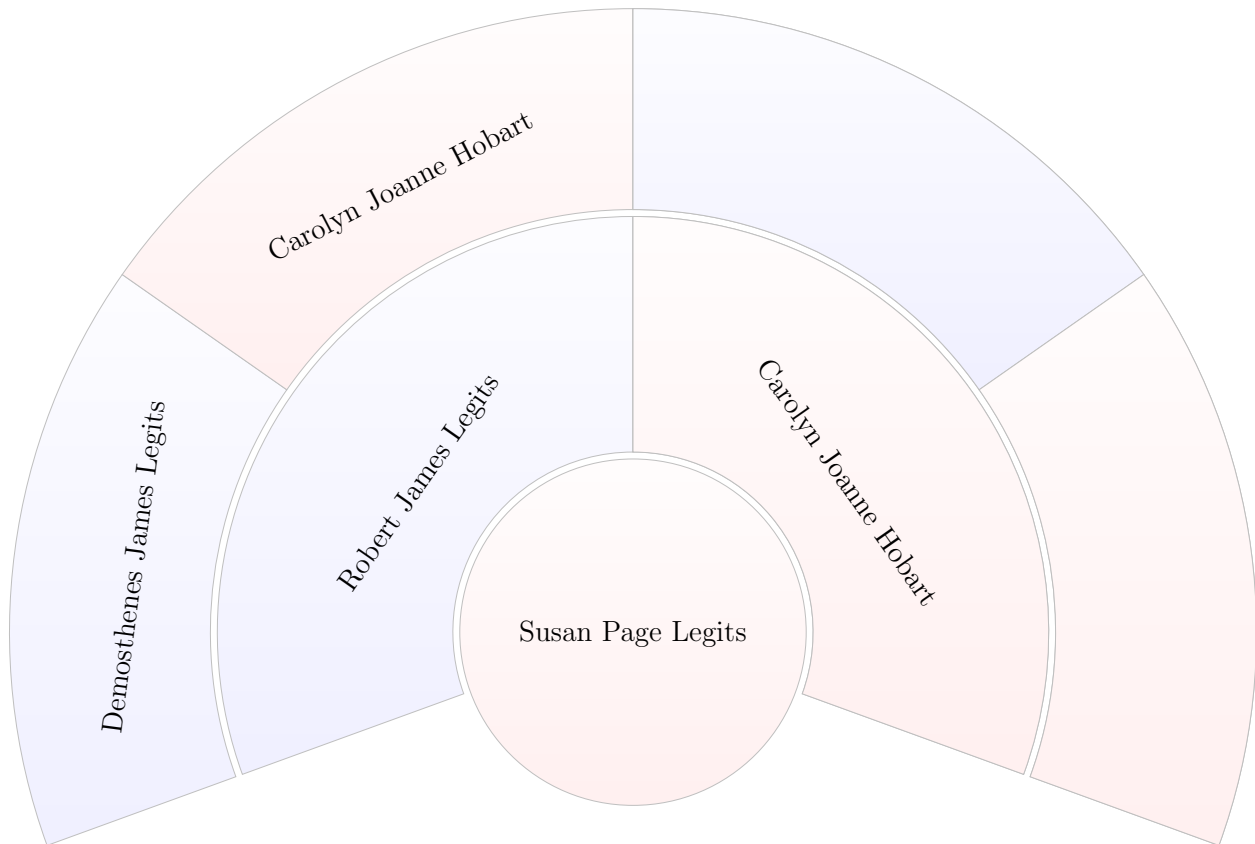 Carolyn Joanne Hobart
Demosthenes James Legits
Robert James Legits
Carolyn Joanne Hobart
Susan Page Legits